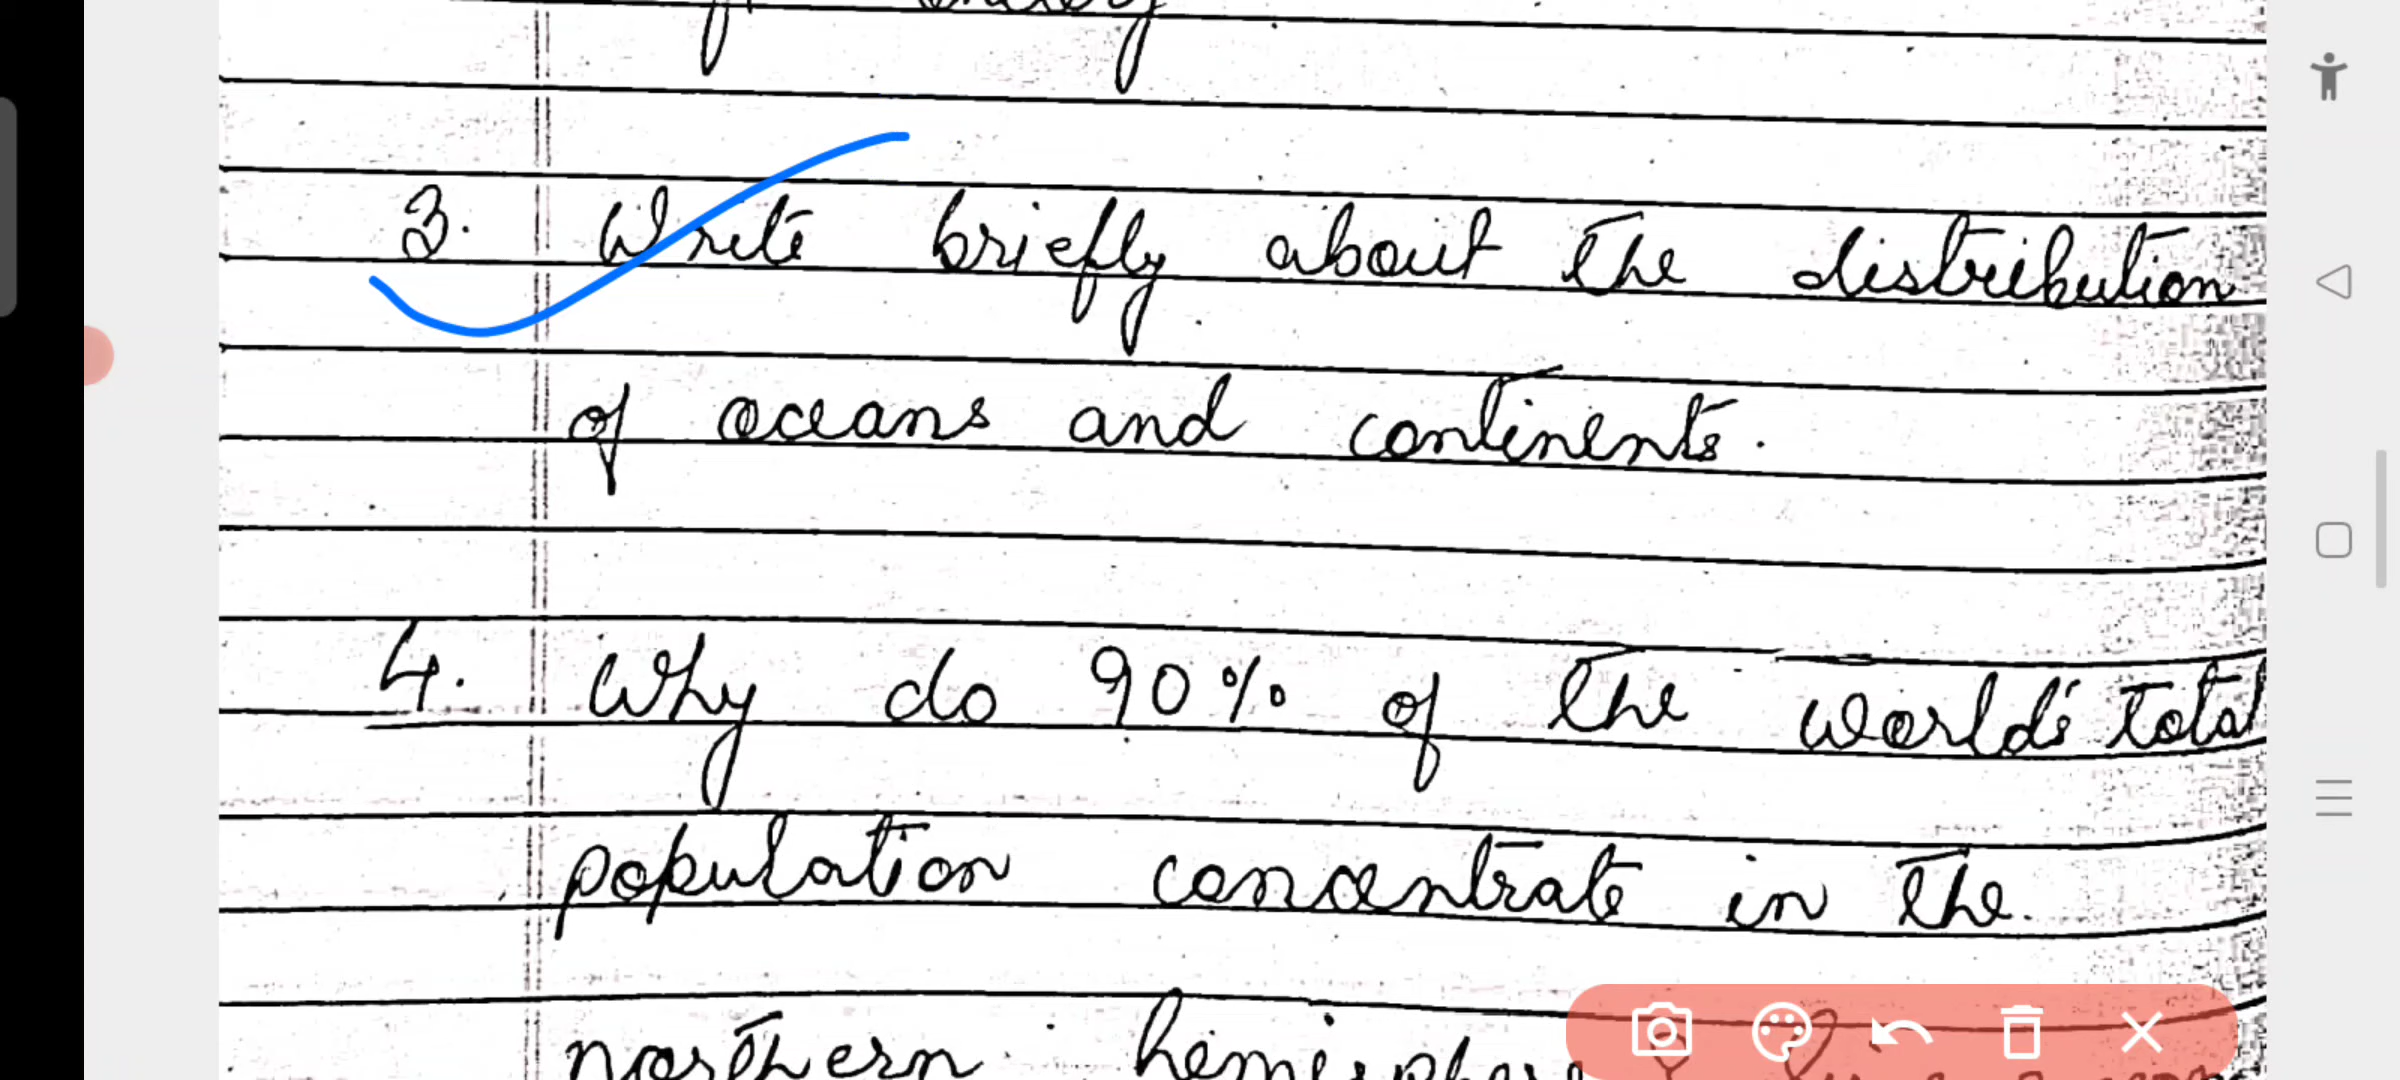 3. Write briefly about the distribution
of oceans and continents.
4. Why do 90% of the world's total
population concentrate in the
northern hemisphere